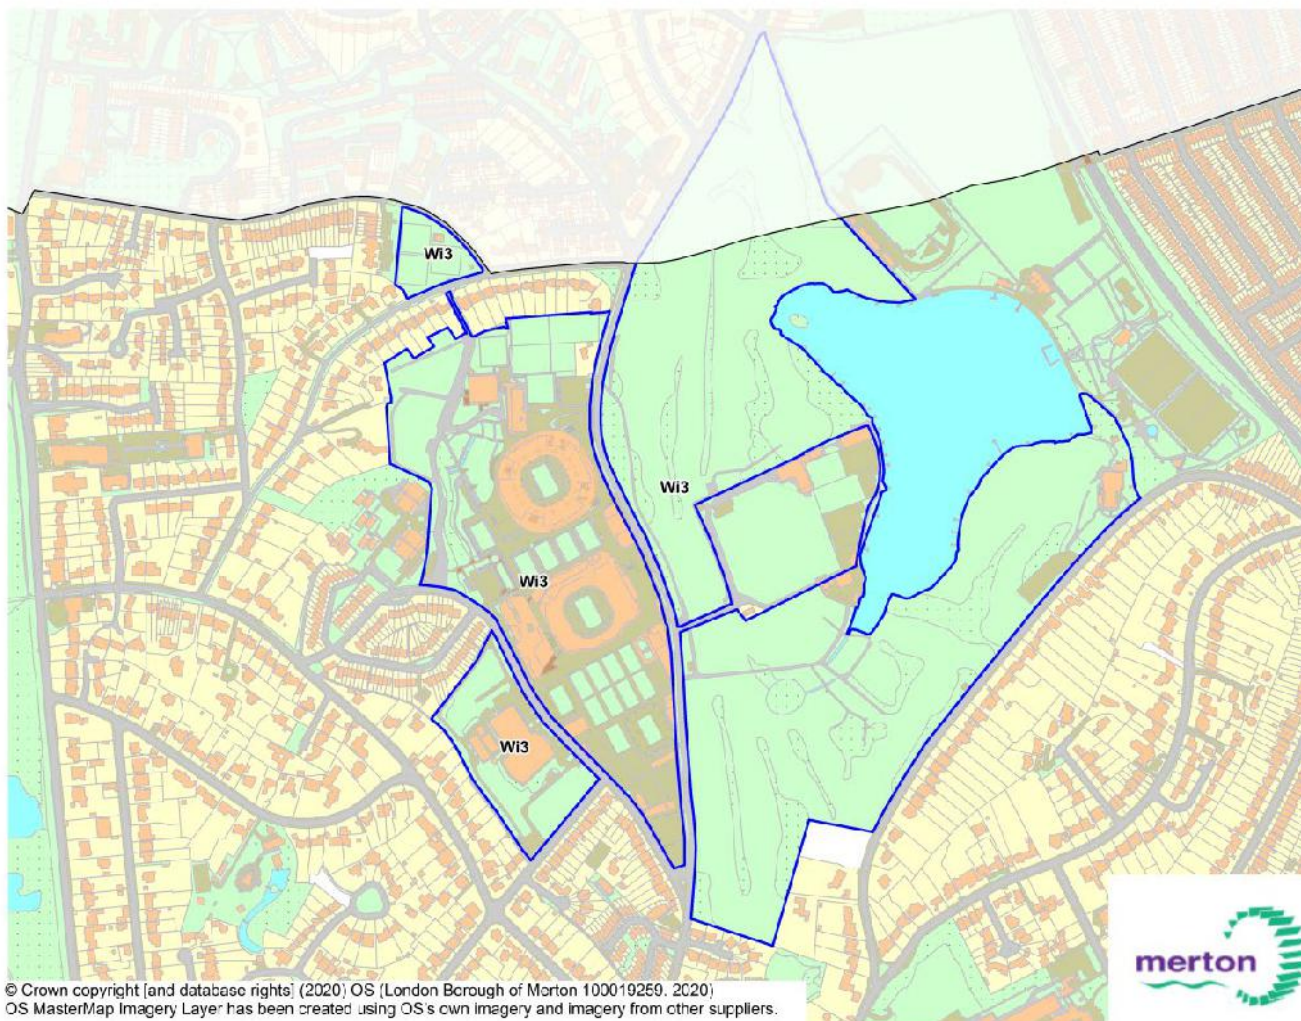 Wi3
Wi3
Wi3
Wi3
merton
© Crown copyright [and database rights] (2020) OS (London Borough of Merton 100019259. 2020)
OS MasterMap Imagery Layer has been created using OS's own imagery and imagery from other suppliers.